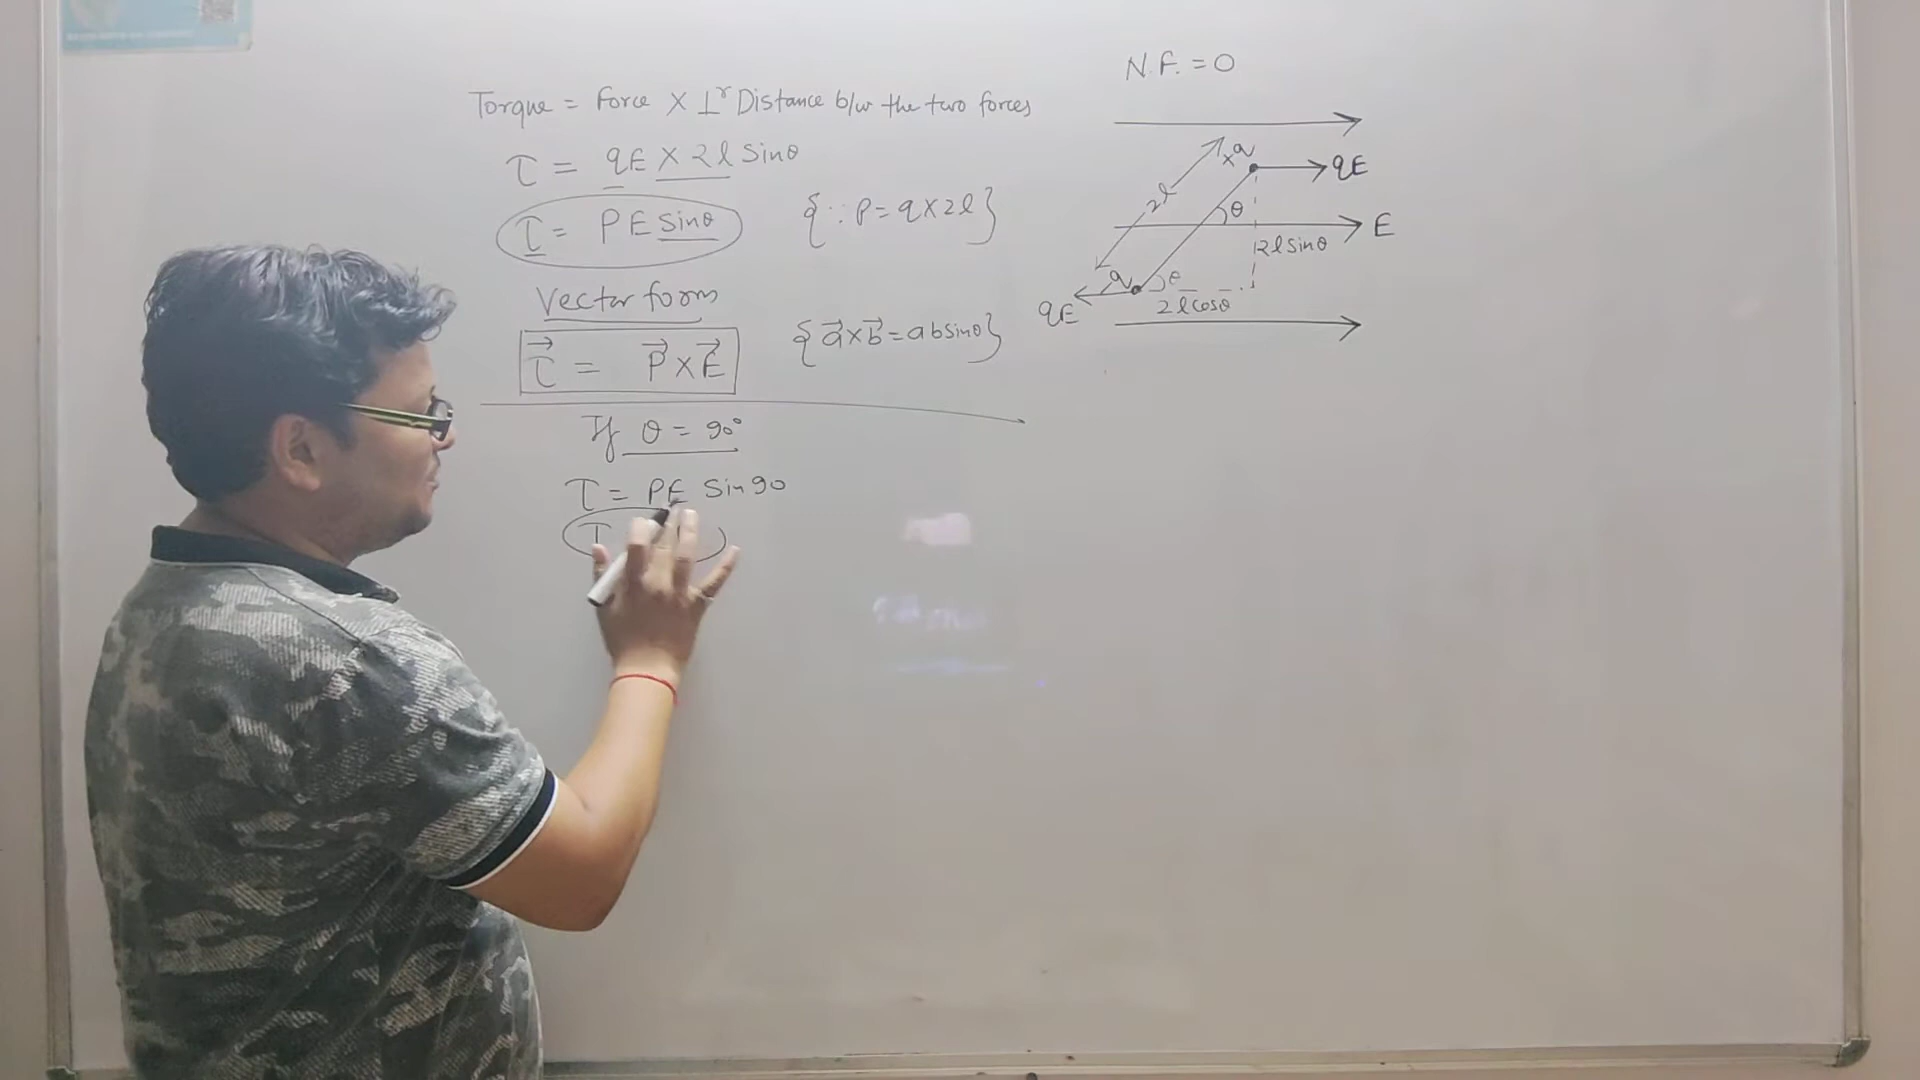 Torque = Force × ⊥r Distance b/w the two forces
τ = qE × 2l Sinθ
τ = PE sinθ {∵ P = q×2l}
Vector form
τ⃗ = P⃗ × E⃗ {a⃗×b⃗ = ab sinθ}
If θ = 90°
τ = PE Sin 90
τ
N.F. = 0
+q
qE
2l
θ
E
2l sinθ
-q
θ
qE
2l cosθ